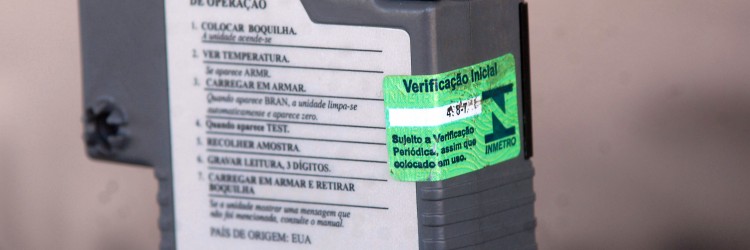 DE OPERAÇÃO
1. COLOCAR BOQUILHA.
A unidade acende-se
2. VER TEMPERATURA.
Se aparece ARMR.
3. CARREGAR EM ARMAR.
Quando aparece BRAN, a unidade limpa-se
automaticamente e aparece zero.
4. Quando aparece TEST.
5. RECOLHER AMOSTRA.
6. GRAVAR LEITURA, 3 DÍGITOS.
7. CARREGAR EM ARMAR E RETIRAR
BOQUILHA
Se a unidade mostrar uma mensagem que
não foi mencionada, consulte o manual.
PAÍS DE ORIGEM: EUA
Verificação Inicial
INMETRO
Sujeito a Verificação
Periódica, assim que
colocado em uso.
INMETRO